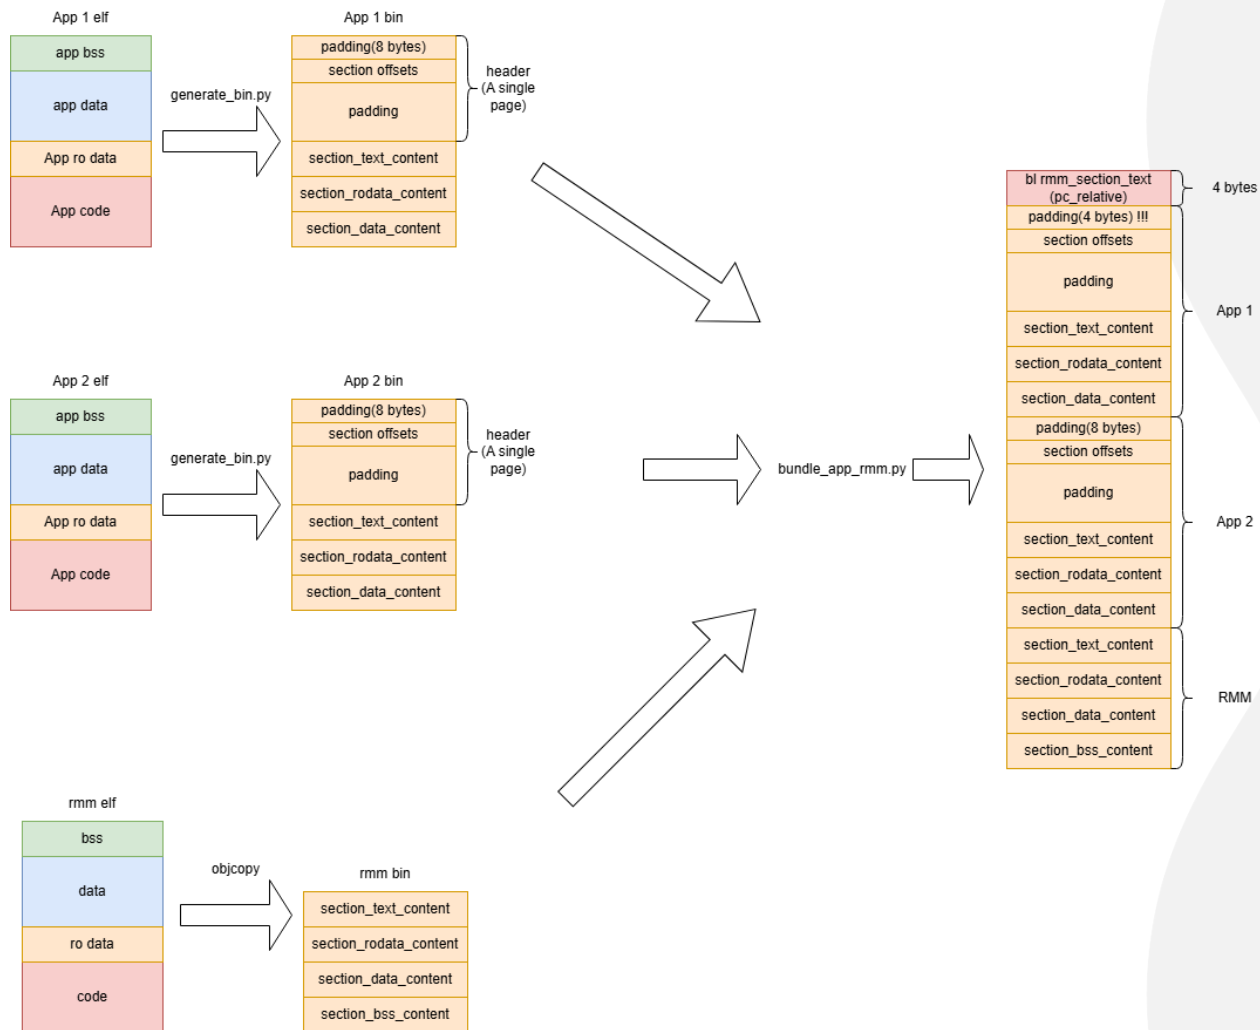 App 1 elf
app bss
app data
App ro data
App code
generate_bin.py
App 1 bin
padding(8 bytes)
section offsets
padding
section_text_content
section_rodata_content
section_data_content
header
(A single
page)
App 2 elf
app bss
app data
App ro data
App code
generate_bin.py
App 2 bin
padding(8 bytes)
section offsets
padding
section_text_content
section_rodata_content
section_data_content
header
(A single
page)
rmm elf
bss
data
ro data
code
objcopy
rmm bin
section_text_content
section_rodata_content
section_data_content
section_bss_content
bundle_app_rmm.py
bl rmm_section_text
(pc_relative)
4 bytes
padding(4 bytes) !!!
section offsets
padding
section_text_content
section_rodata_content
section_data_content
App 1
padding(8 bytes)
section offsets
padding
section_text_content
section_rodata_content
section_data_content
App 2
section_text_content
section_rodata_content
section_data_content
section_bss_content
RMM